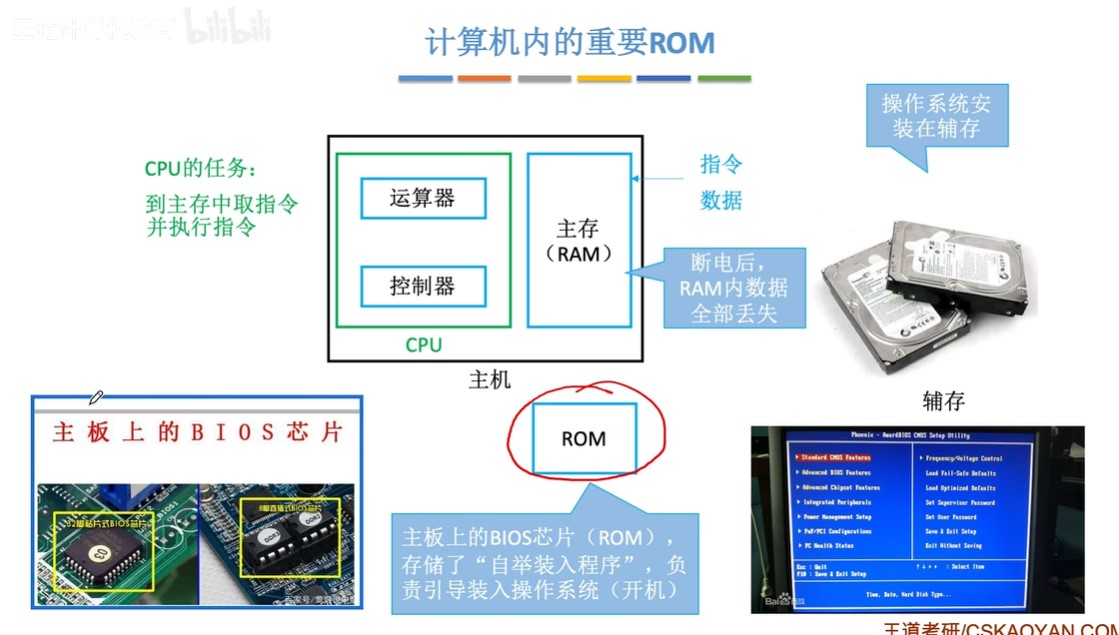 bilibili
计算机内的重要ROM
操作系统安
装在辅存
CPU的任务：
到主存中取指令
并执行指令
运算器
控制器
CPU
主存
（RAM）
指令
数据
断电后，
RAM内数据
全部丢失
主机
辅存
ROM
主板上的BIOS芯片（ROM），
存储了“自举装入程序”，负
责引导装入操作系统（开机）
主板上的BIOS芯片
32脚贴片式BIOS芯片
8脚直插式BIOS芯片
Phoenix - AwardBIOS CMOS Setup Utility
Standard CMOS Features
Advanced BIOS Features
Advanced Chipset Features
Integrated Peripherals
Power Management Setup
PnP/PCI Configurations
PC Health Status
Frequency/Voltage Control
Load Fail-Safe Defaults
Load Optimized Defaults
Set Supervisor Password
Set User Password
Save & Exit Setup
Exit Without Saving
Esc : Quit
F10 : Save & Exit Setup
: Select Item
Time, Date, Hard Disk Type...
Bai百科
王道考研/CSKAOYAN.COM